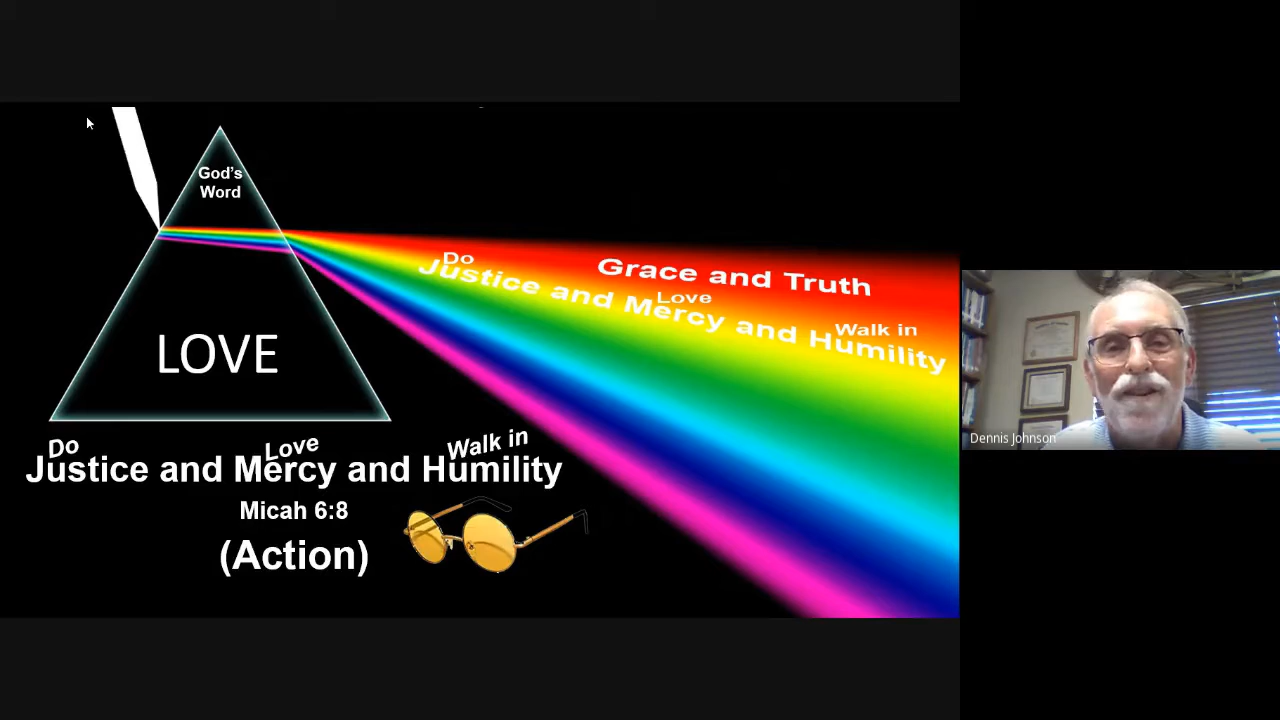 God's
Word
LOVE
Grace and Truth
Do
Love
Walk in
Justice and Mercy and Humility
Do
Love
Walk in
Justice and Mercy and Humility
Micah 6:8
(Action)
Dennis Johnson